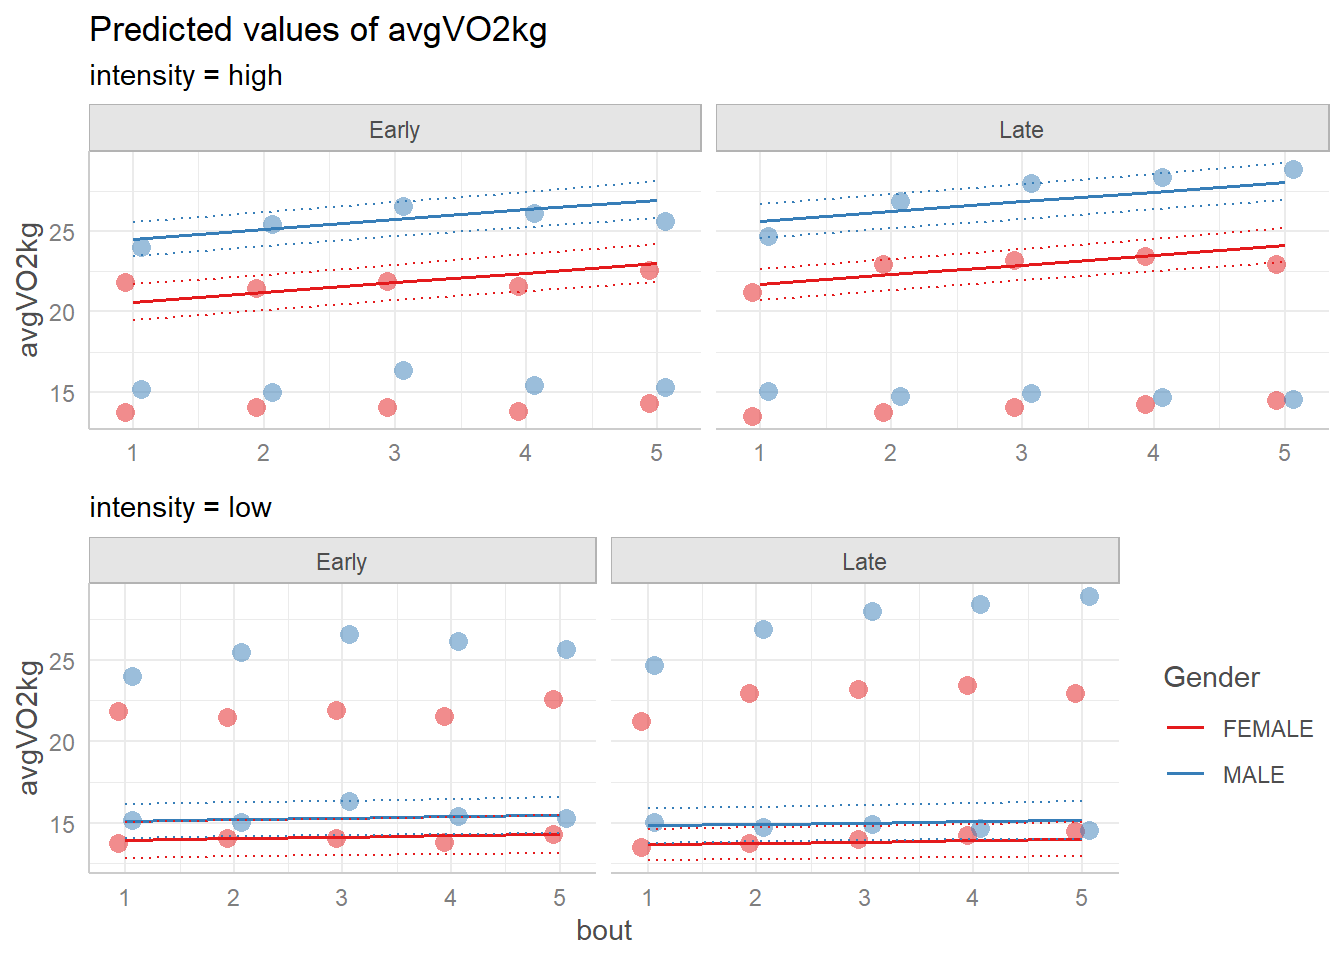 Predicted values of avgVO2kg
intensity = high
Early
Late
avgVO2kg
25
20
15
1 2 3 4 5
1 2 3 4 5
intensity = low
Early
Late
avgVO2kg
25
20
15
1 2 3 4 5
1 2 3 4 5
bout
Gender
FEMALE
MALE